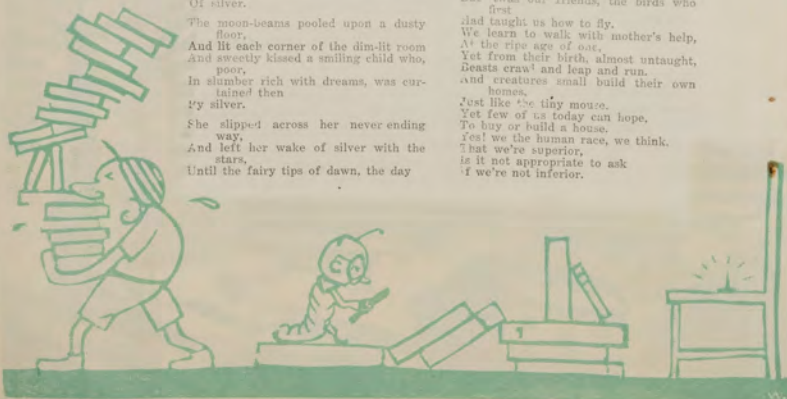 Of silver.
The moon-beams pooled upon a dusty
floor,
And lit each corner of the dim-lit room
And sweetly kissed a smiling child who,
poor,
In slumber rich with dreams, was cur-
tained then
By silver.
She slipped across her never ending
way,
And left her wake of silver with the
stars,
Until the fairy tips of dawn, the day
our friends, the birds who
first
And taught us how to fly.
We learn to walk with mother's help,
At the ripe age of one,
Yet from their birth, almost untaught,
Beasts crawl and leap and run.
And creatures small build their own
homes,
Just like the tiny mouse.
Yet few of us today can hope,
To buy or build a house.
Yes! we the human race, we think,
That we're superior,
Is it not appropriate to ask
If we're not inferior.